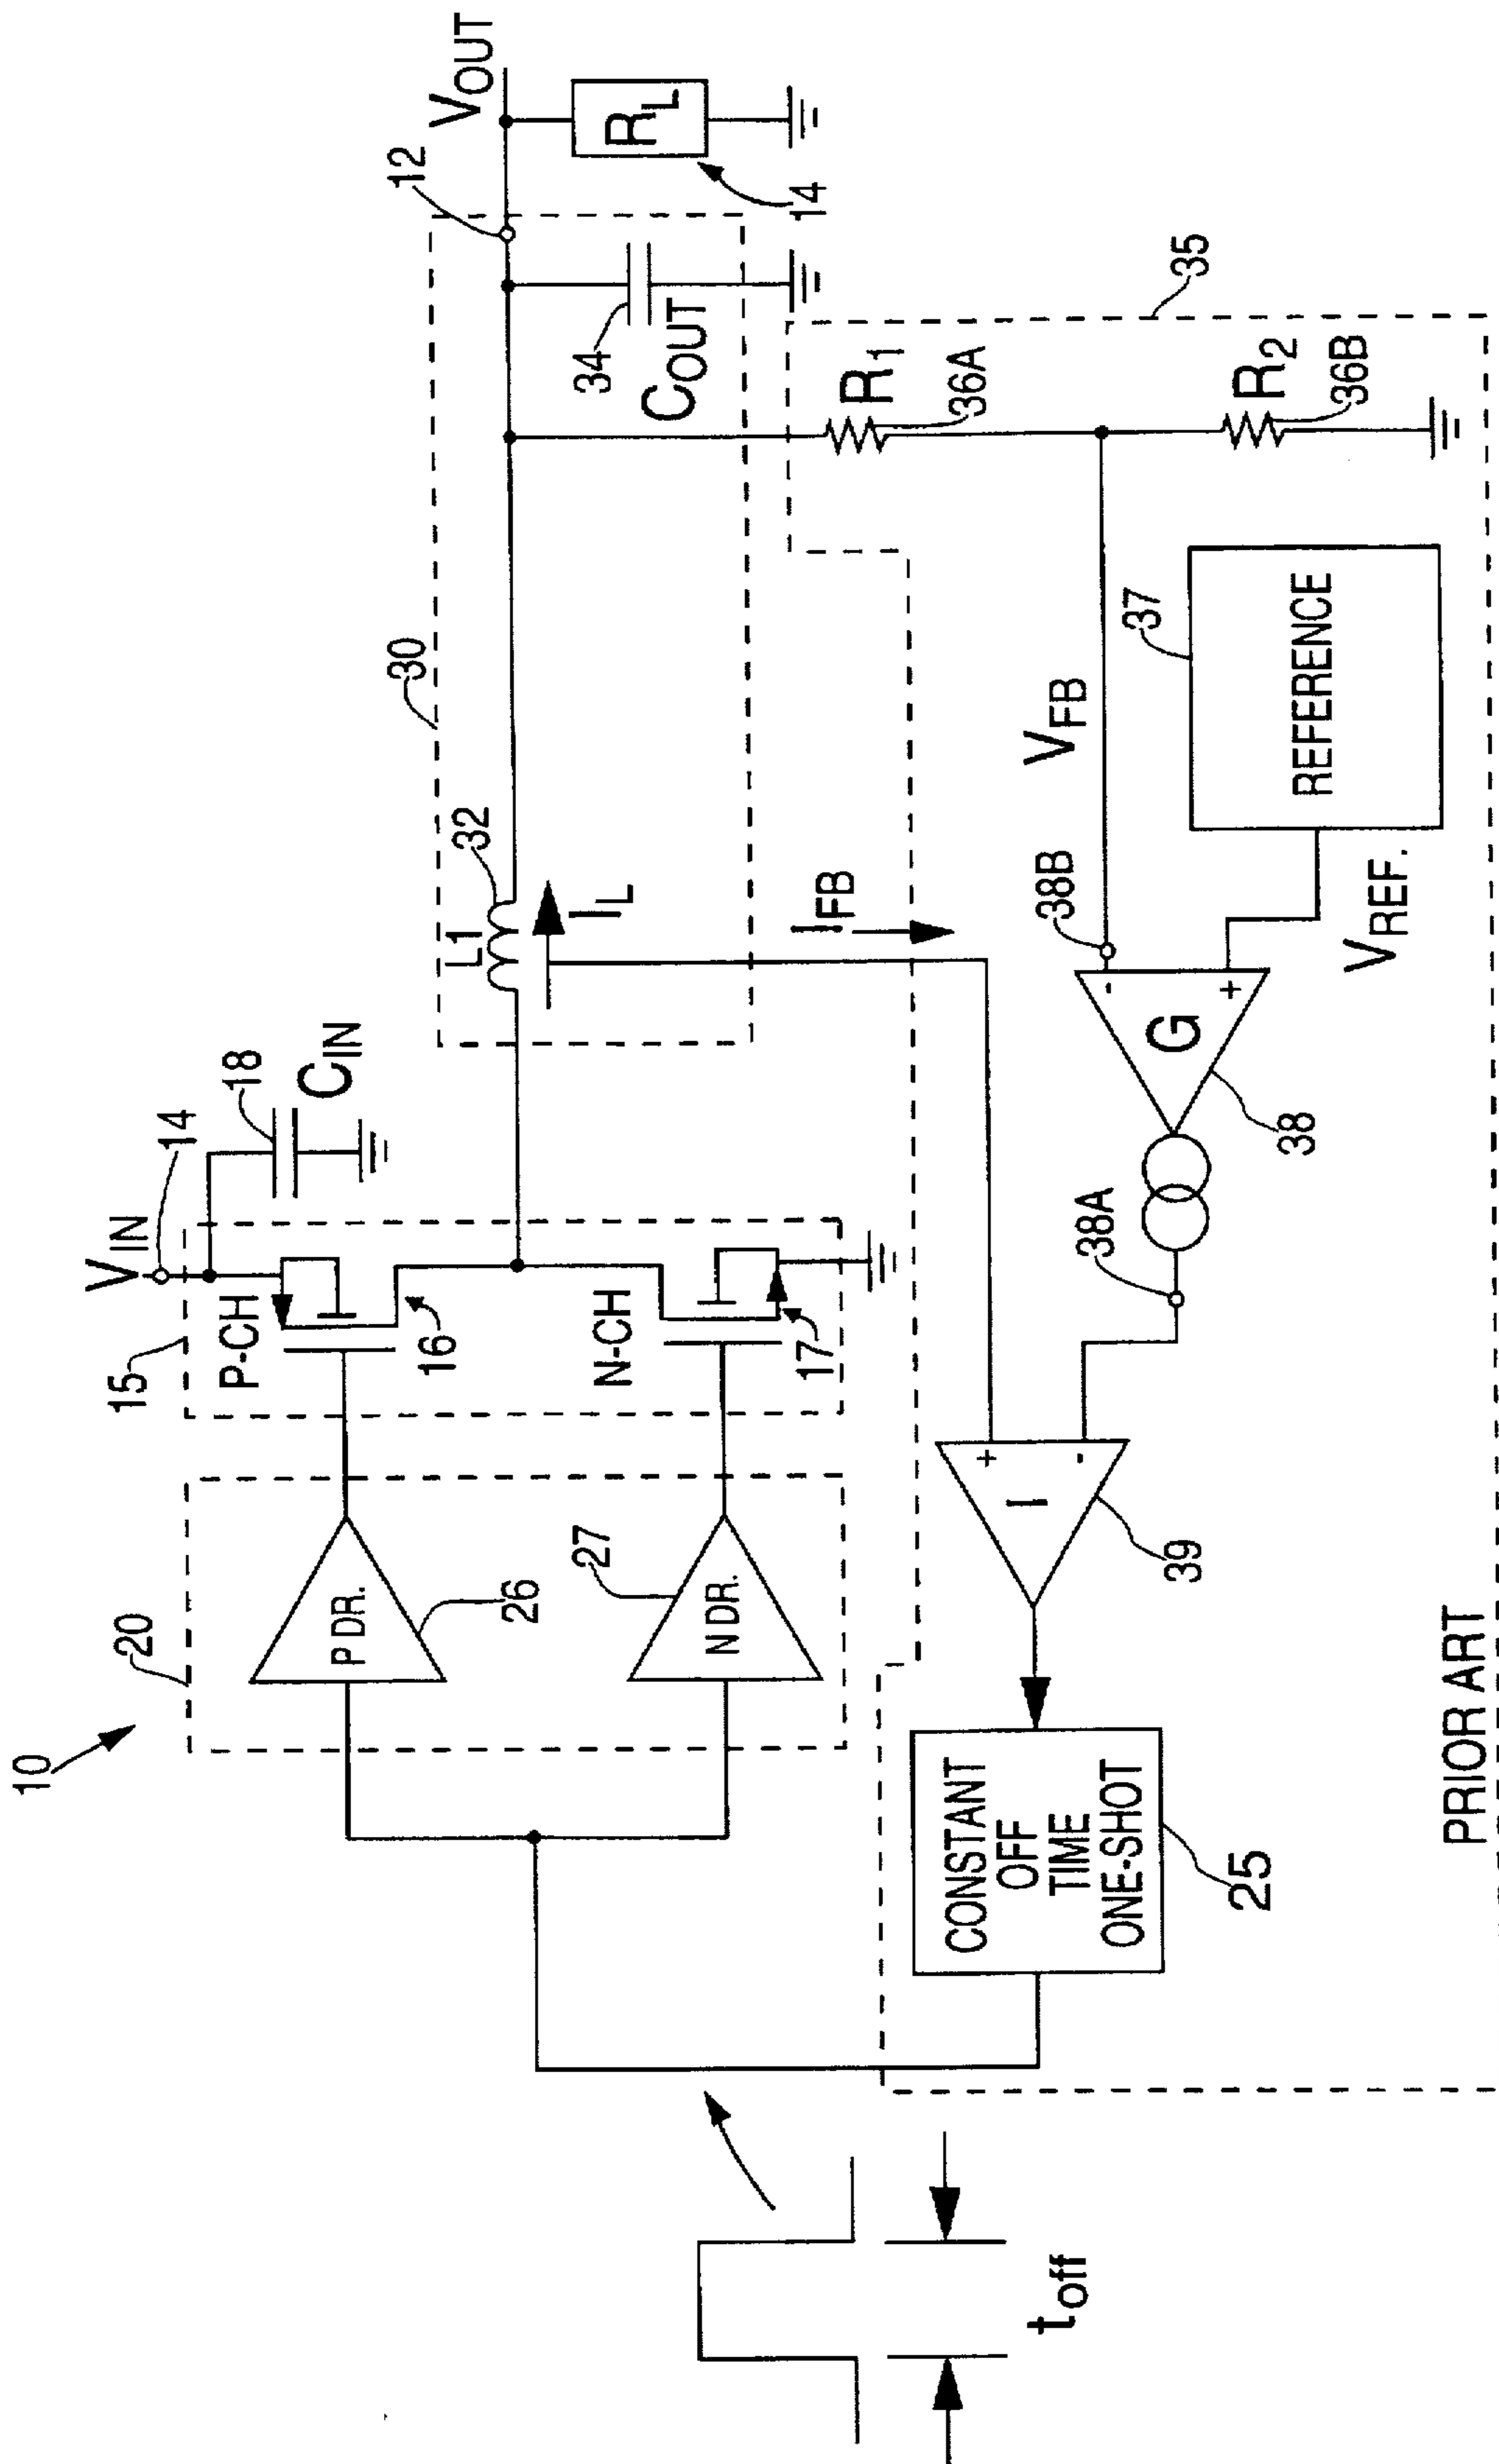 10
20
15
V_IN
14
18
C_IN
30
12
V_OUT
P DR.
26
P-CH
16
L1
32
I_L
34
C_OUT
R_L
14
27
N DR.
N-CH
17
I_FB
35
R_1
36A
t_off
CONSTANT
OFF
TIME
ONE-SHOT
25
I
+
-
39
38A
G
-
+
38
38B
V_FB
V_REF.
37
REFERENCE
R_2
36B
PRIOR ART